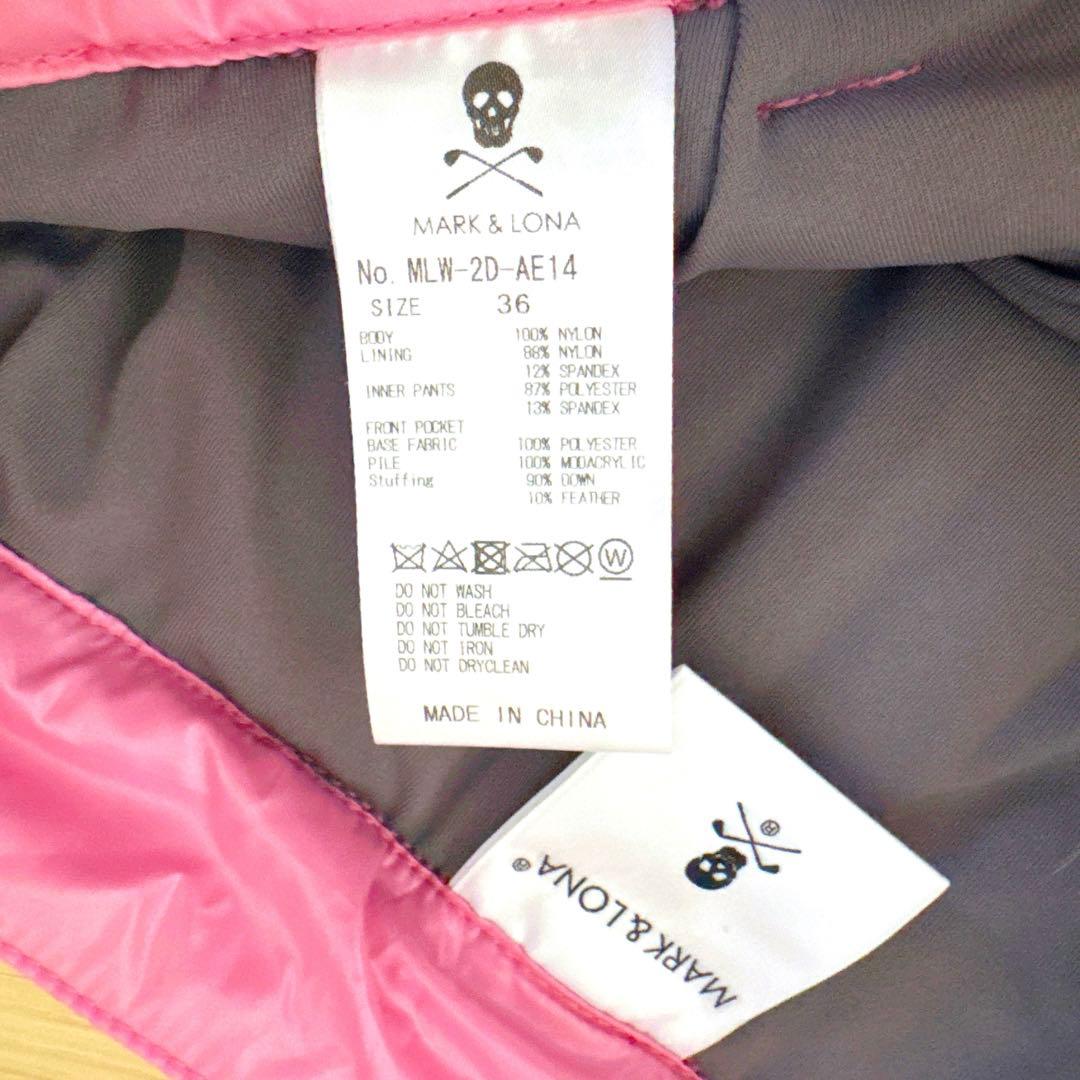 MARK & LONA
No. MLW-2D-AE14
SIZE 36
BODY 100% NYLON
LINING 88% NYLON
12% SPANDEX
INNER PANTS 87% POLYESTER
13% SPANDEX
FRONT POCKET
BASE FABRIC 100% POLYESTER
PILE 100% MODACRYLIC
Stuffing 90% DOWN
10% FEATHER
W
DO NOT WASH
DO NOT BLEACH
DO NOT TUMBLE DRY
DO NOT IRON
DO NOT DRYCLEAN
MADE IN CHINA
®
MARK & LONA®